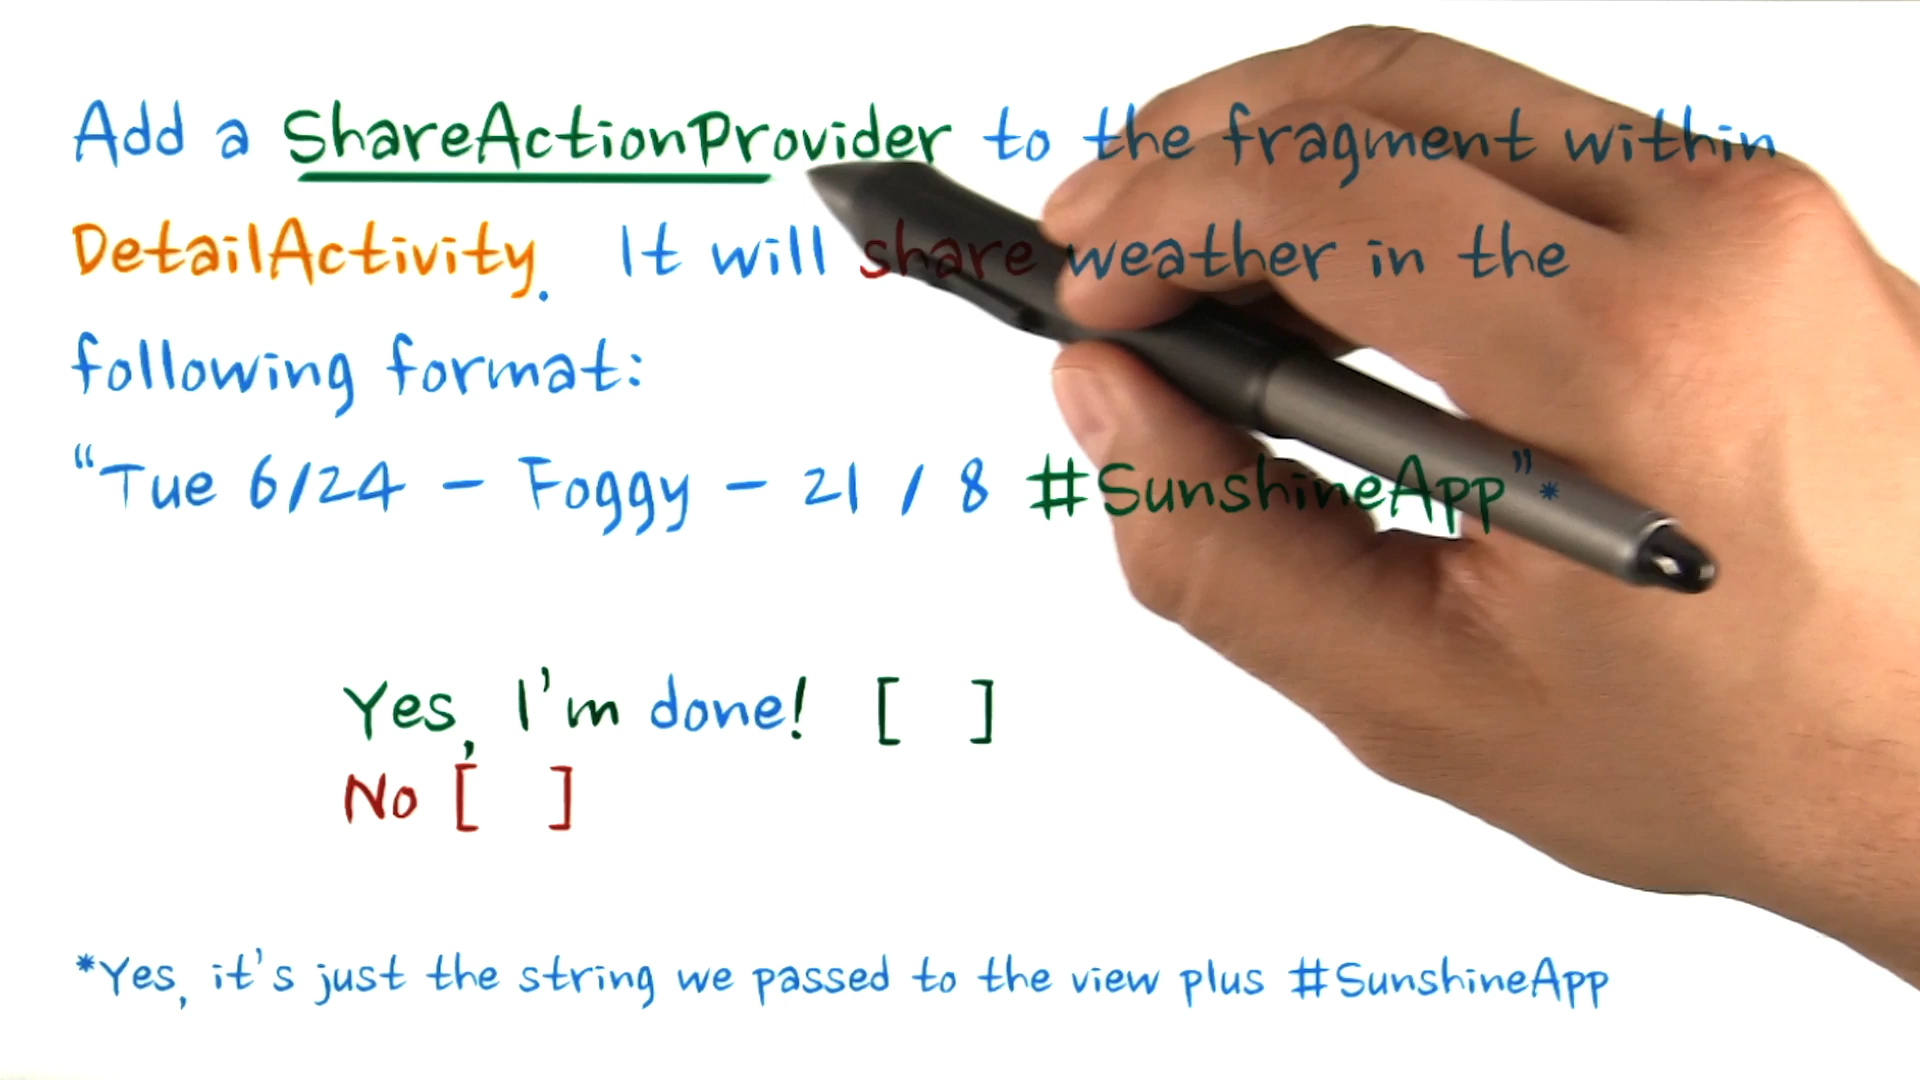 Add a ShareActionProvider to the fragment within
DetailActivity. It will share weather in the
following format:
“Tue 6/24 – Foggy – 21 / 8 #SunshineApp”*
Yes, I'm done! [ ]
No [ ]
*Yes, it's just the string we passed to the view plus #SunshineApp